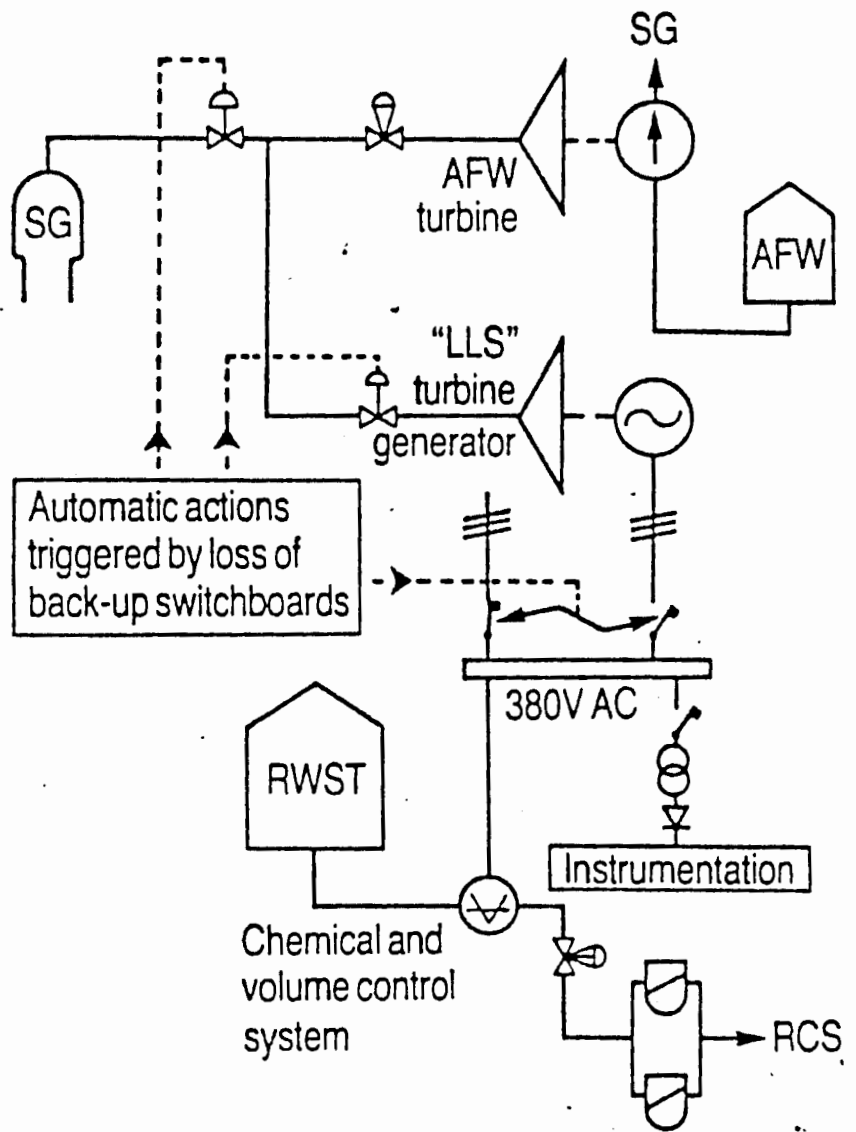 SG
SG
AFW
turbine
AFW
"LLS"
turbine
generator
Automatic actions
triggered by loss of
back-up switchboards
380V AC
RWST
Instrumentation
Chemical and
volume control
system
RCS